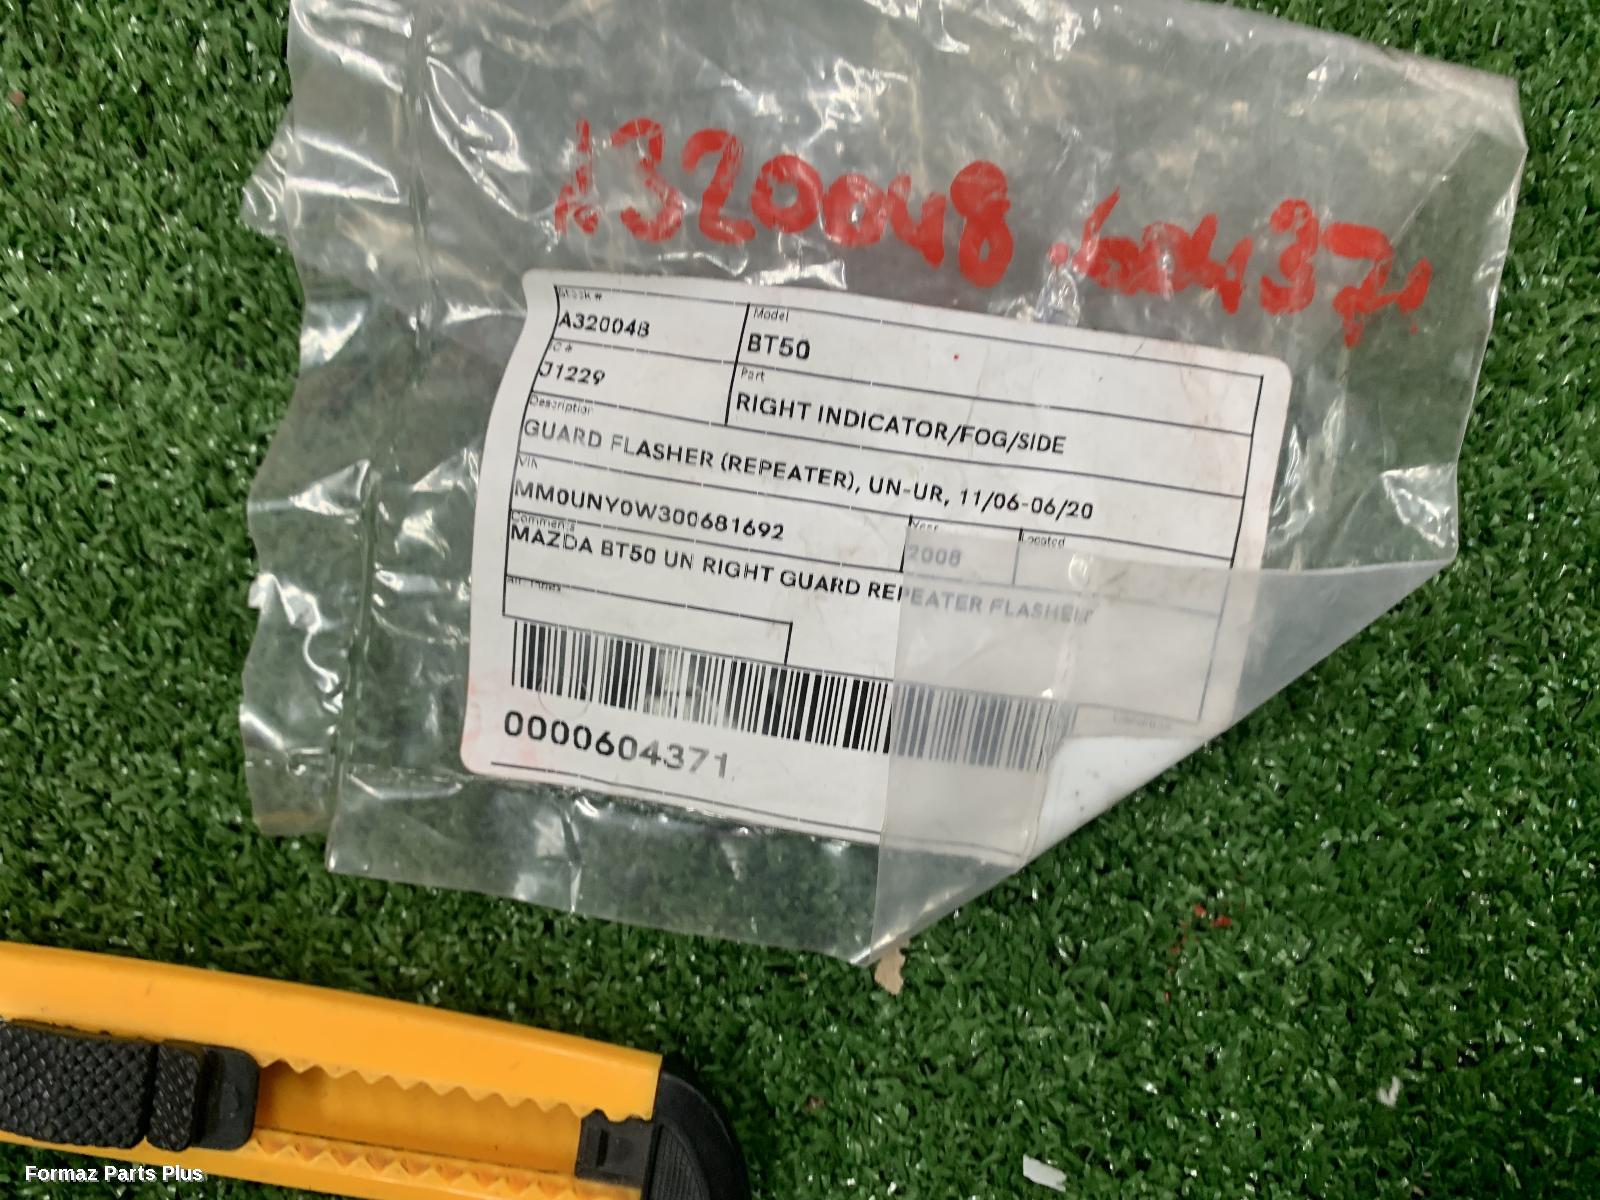 A320048 604371
Stock #
A320048
Model
BT50
IC #
J1229
Part
RIGHT INDICATOR/FOG/SIDE
Description
GUARD FLASHER (REPEATER), UN-UR, 11/06-06/20
VIN
MM0UNY0W300681692
Year
2008
Located
Comments
MAZDA BT50 UN RIGHT GUARD REPEATER FLASHER
0000604371
Formaz Parts Plus